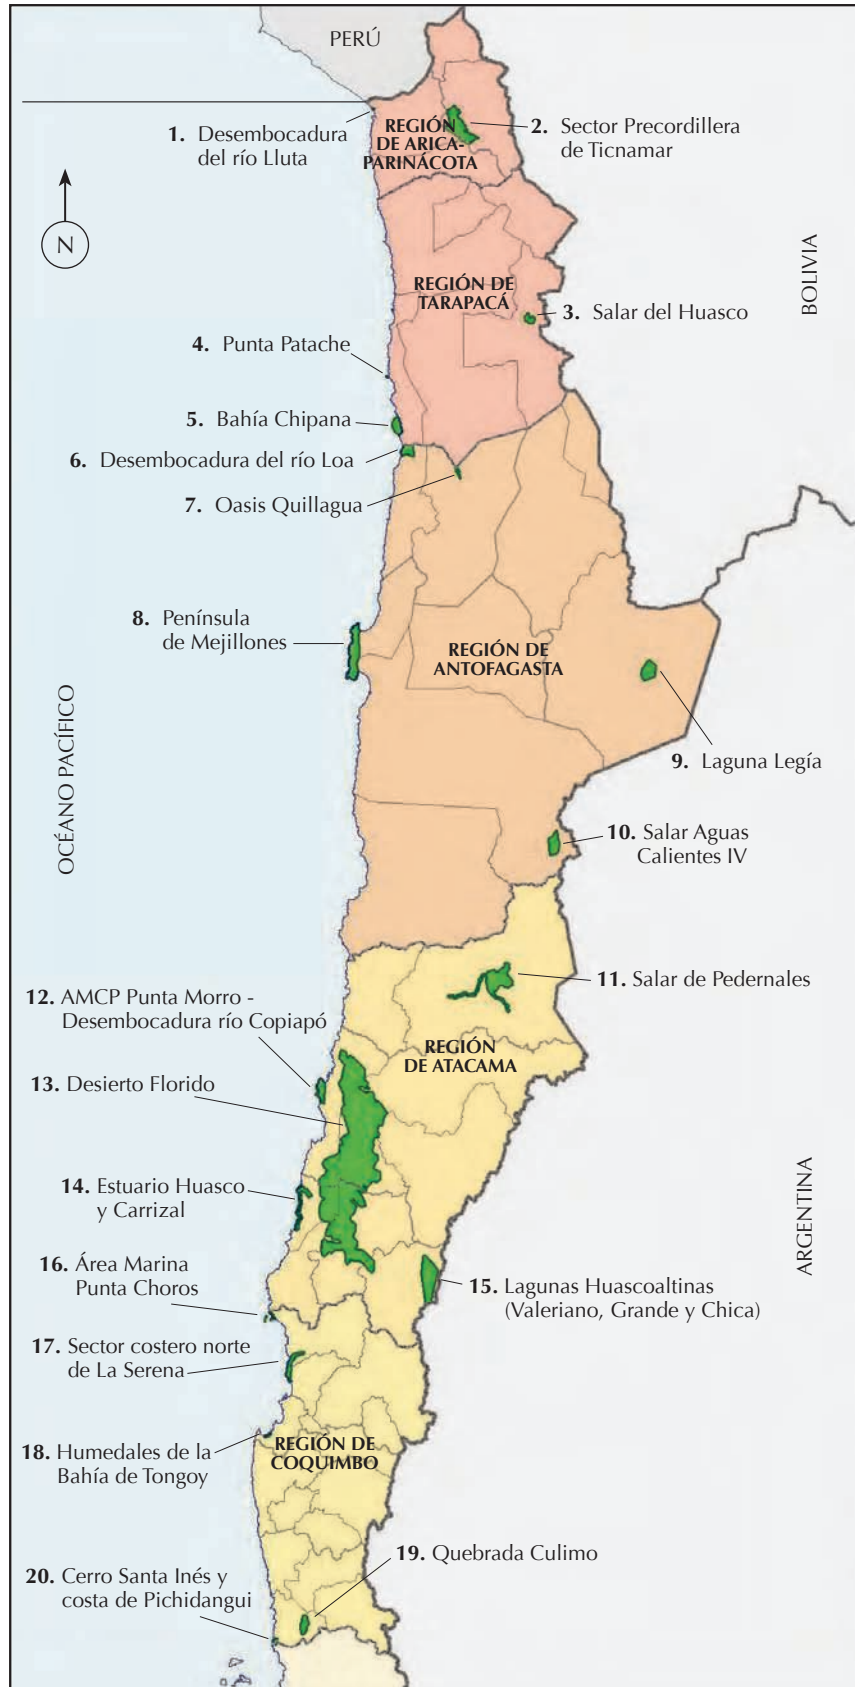 PERÚ
1. Desembocadura
del río Lluta
REGIÓN
DE ARICA-
PARINÁCOTA
2. Sector Precordillera
de Ticnamar
N
BOLIVIA
REGIÓN DE
TARAPACÁ
3. Salar del Huasco
4. Punta Patache
5. Bahía Chipana
6. Desembocadura del río Loa
7. Oasis Quillagua
8. Península
de Mejillones
REGIÓN DE
ANTOFAGASTA
OCÉANO PACÍFICO
9. Laguna Legía
10. Salar Aguas
Calientes IV
11. Salar de Pedernales
12. AMCP Punta Morro -
Desembocadura río Copiapó
REGIÓN
DE ATACAMA
13. Desierto Florido
14. Estuario Huasco
y Carrizal
ARGENTINA
16. Área Marina
Punta Choros
15. Lagunas Huascoaltinas
(Valeriano, Grande y Chica)
17. Sector costero norte
de La Serena
18. Humedales de la
Bahía de Tongoy
REGIÓN DE
COQUIMBO
19. Quebrada Culimo
20. Cerro Santa Inés y
costa de Pichidangui